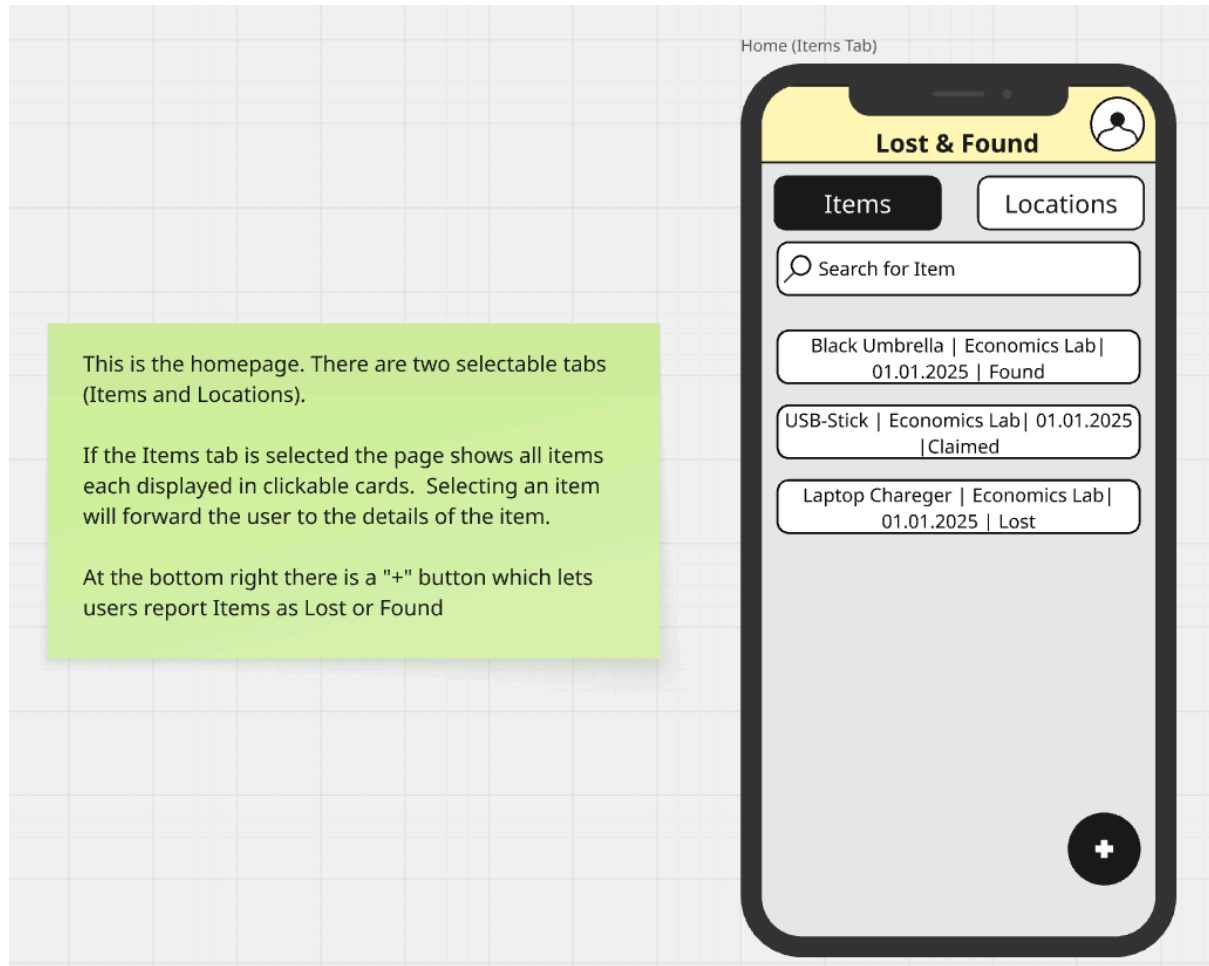 Home (Items Tab)
Lost & Found
Items
Locations
Search for Item
Black Umbrella | Economics Lab|
01.01.2025 | Found
USB-Stick | Economics Lab| 01.01.2025
|Claimed
Laptop Chareger | Economics Lab|
01.01.2025 | Lost
+
This is the homepage. There are two selectable tabs
(Items and Locations).
If the Items tab is selected the page shows all items
each displayed in clickable cards.  Selecting an item
will forward the user to the details of the item.
At the bottom right there is a "+" button which lets
users report Items as Lost or Found